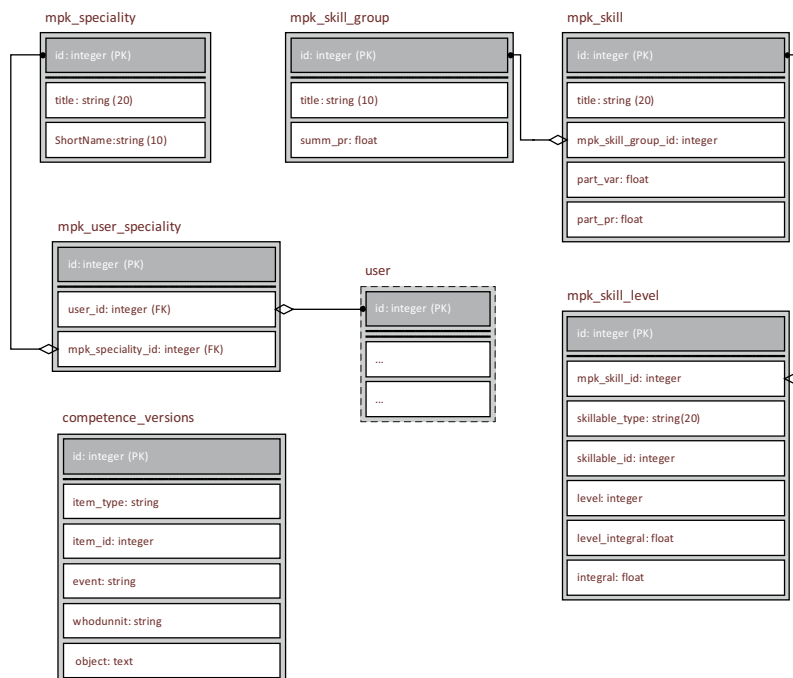 mpk_speciality
id: integer (PK)
title: string (20)
ShortName:string (10)
mpk_skill_group
id: integer (PK)
title: string (10)
summ_pr: float
mpk_skill
id: integer (PK)
title: string (20)
mpk_skill_group_id: integer
part_var: float
part_pr: float
mpk_user_speciality
id: integer (PK)
user_id: integer (FK)
mpk_speciality_id: integer (FK)
user
id: integer (PK)
...
...
mpk_skill_level
id: integer (PK)
mpk_skill_id: integer
skillable_type: string(20)
skillable_id: integer
level: integer
level_integral: float
integral: float
competence_versions
id: integer (PK)
item_type: string
item_id: integer
event: string
whodunnit: string
object: text